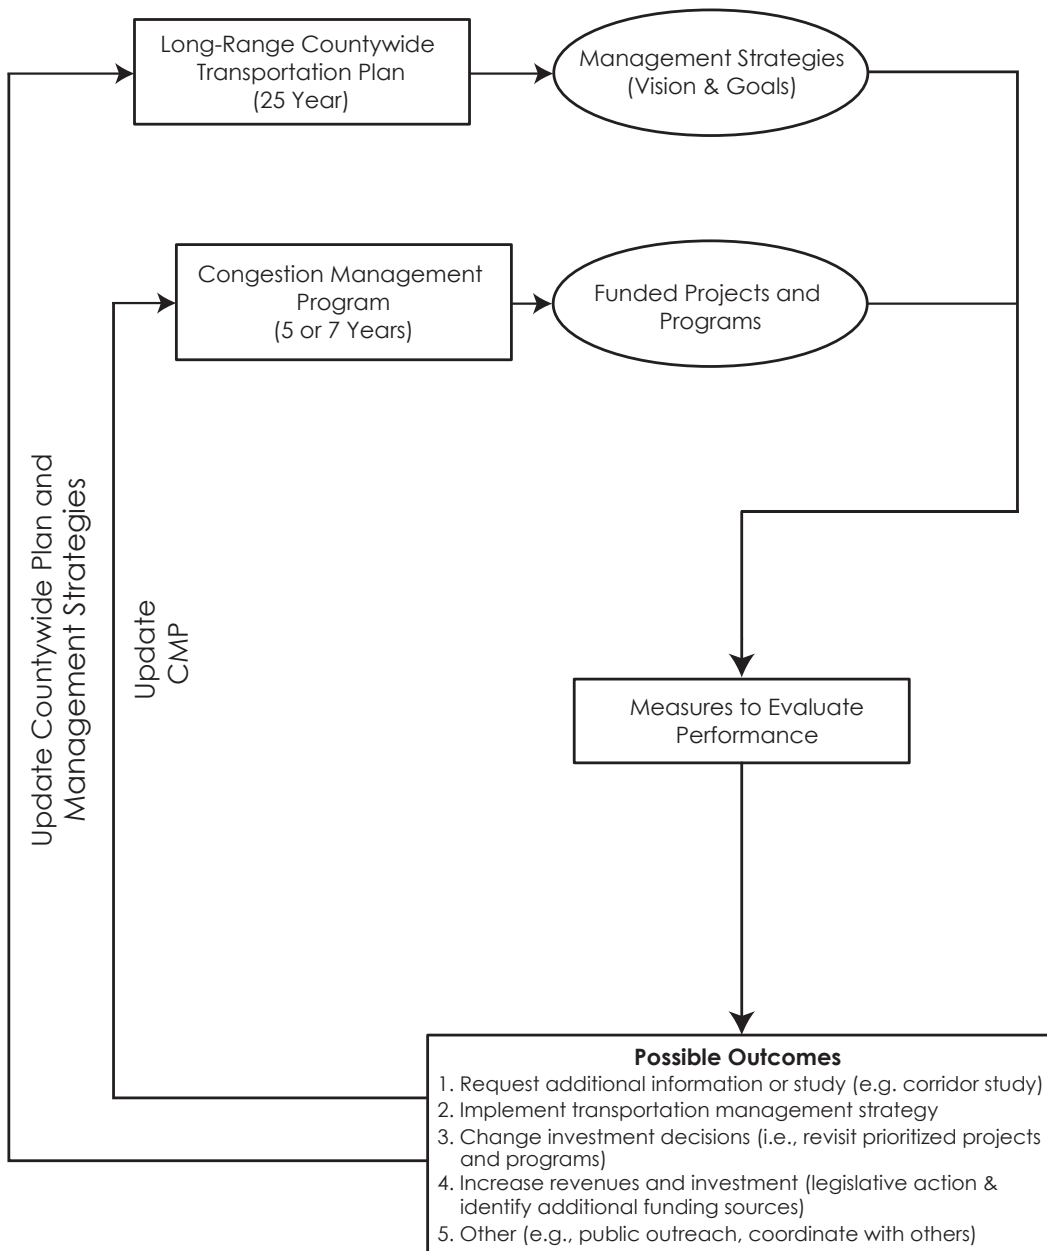 Long-Range Countywide
Transportation Plan
(25 Year)
Management Strategies
(Vision & Goals)
Congestion Management
Program
(5 or 7 Years)
Funded Projects and
Programs
Update Countywide Plan and
Management Strategies
Update
CMP
Measures to Evaluate
Performance
Possible Outcomes
1. Request additional information or study (e.g. corridor study)
2. Implement transportation management strategy
3. Change investment decisions (i.e., revisit prioritized projects
and programs)
4. Increase revenues and investment (legislative action &
identify additional funding sources)
5. Other (e.g., public outreach, coordinate with others)